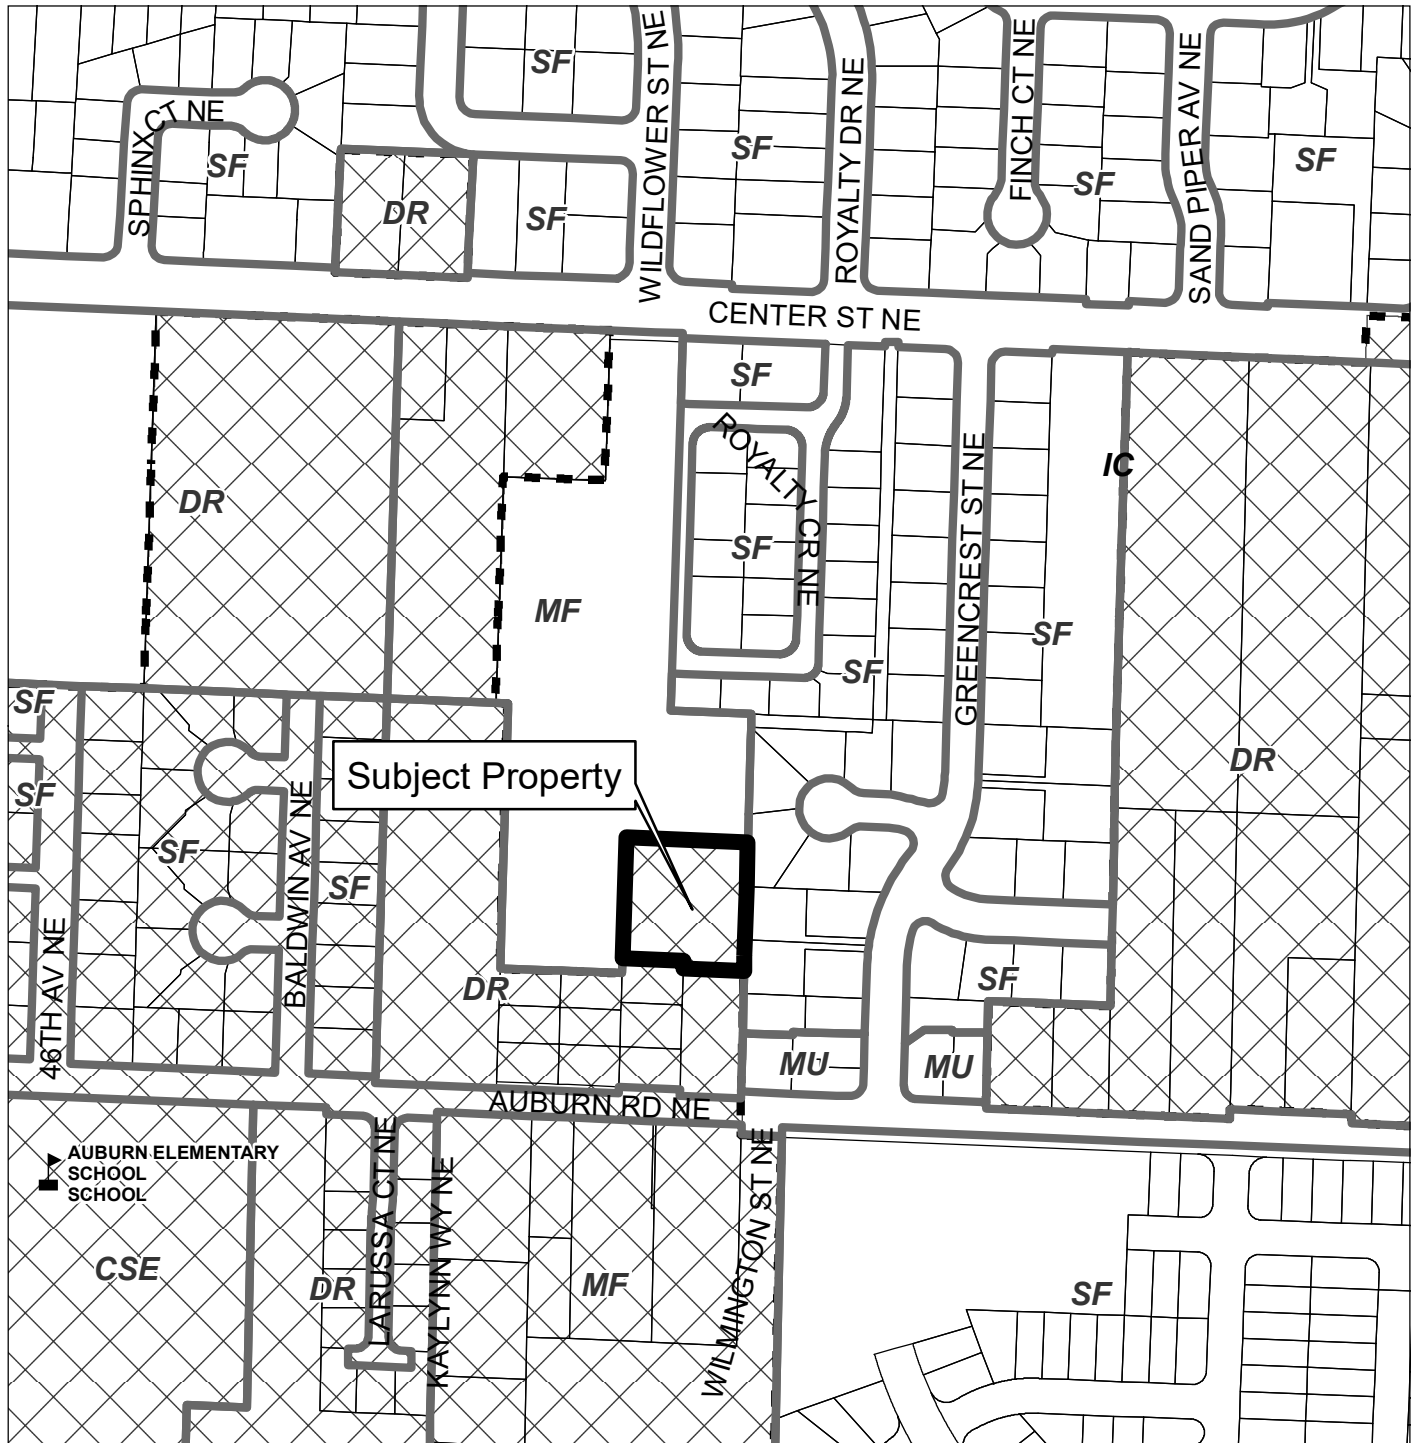 WILDFLOWER ST NE
FINCH CT NE
SAND PIPER AV NE
SF
ROYALTY DR NE
SPHINX CT NE
SF
SF
SF
SF
DR
SF
CENTER ST NE
SF
ROYALTY CR NE
GREENCREST ST NE
IC
DR
SF
MF
SF
SF
SF
DR
Subject Property
SF
BALDWIN AV NE
SF
SF
46TH AV NE
DR
SF
MU
MU
AUBURN RD NE
AUBURN ELEMENTARY
SCHOOL
SCHOOL
LARUSSA CT NE
KAYLYNN WY NE
WILMINGTON ST NE
CSE
DR
MF
SF